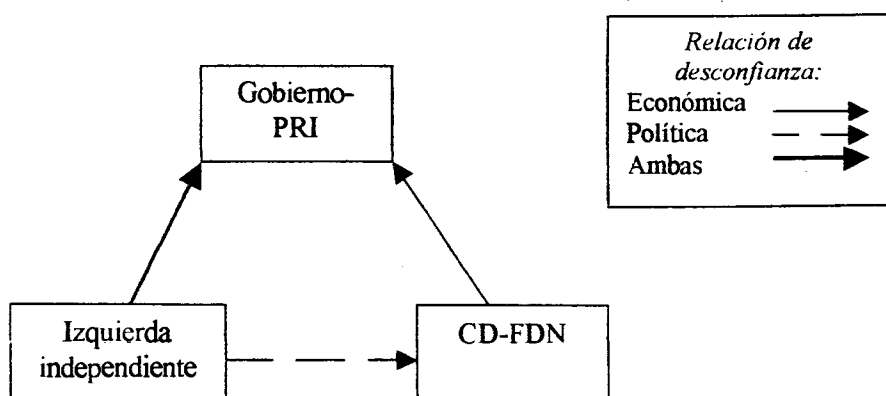 Relación de
desconfianza:
Económica
Política
Ambas
Gobierno-
PRI
Izquierda
independiente
CD-FDN